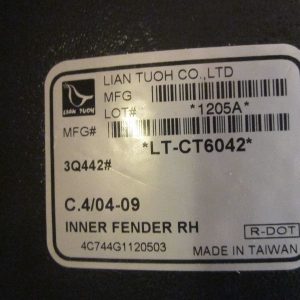 LIAN TUOH CO.,LTD
LIAN TUOH
MFG
LOT# *1205A*
MFG# *LT-CT6042*
3Q442#
C.4/04-09
INNER FENDER RH
R-DOT
4C744G1120503
MADE IN TAIWAN